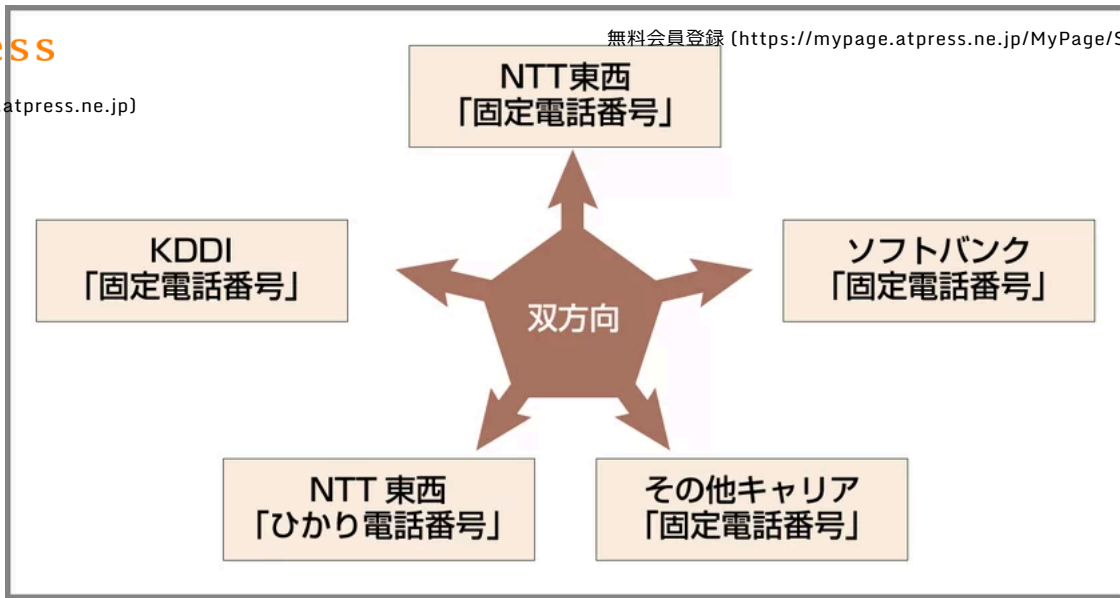 ess
無料会員登録 (https://mypage.atpress.ne.jp/MyPage/S
.atpress.ne.jp)
NTT東西
「固定電話番号」
KDDI
「固定電話番号」
ソフトバンク
「固定電話番号」
双方向
NTT 東西
「ひかり電話番号」
その他キャリア
「固定電話番号」